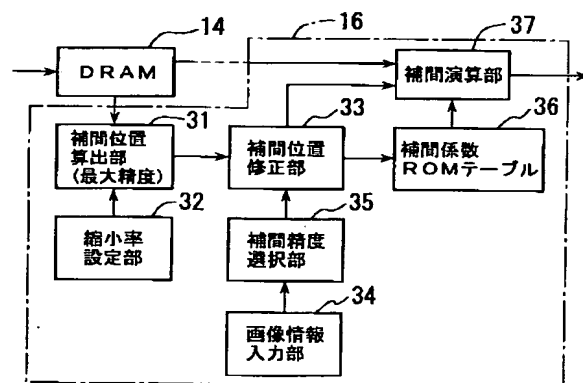 14
16
37
DRAM
補間演算部
31
33
36
補間位置
算出部
(最大精度)
補間位置
修正部
補間係数
ROMテーブル
32
35
縮小率
設定部
補間精度
選択部
34
画像情報
入力部